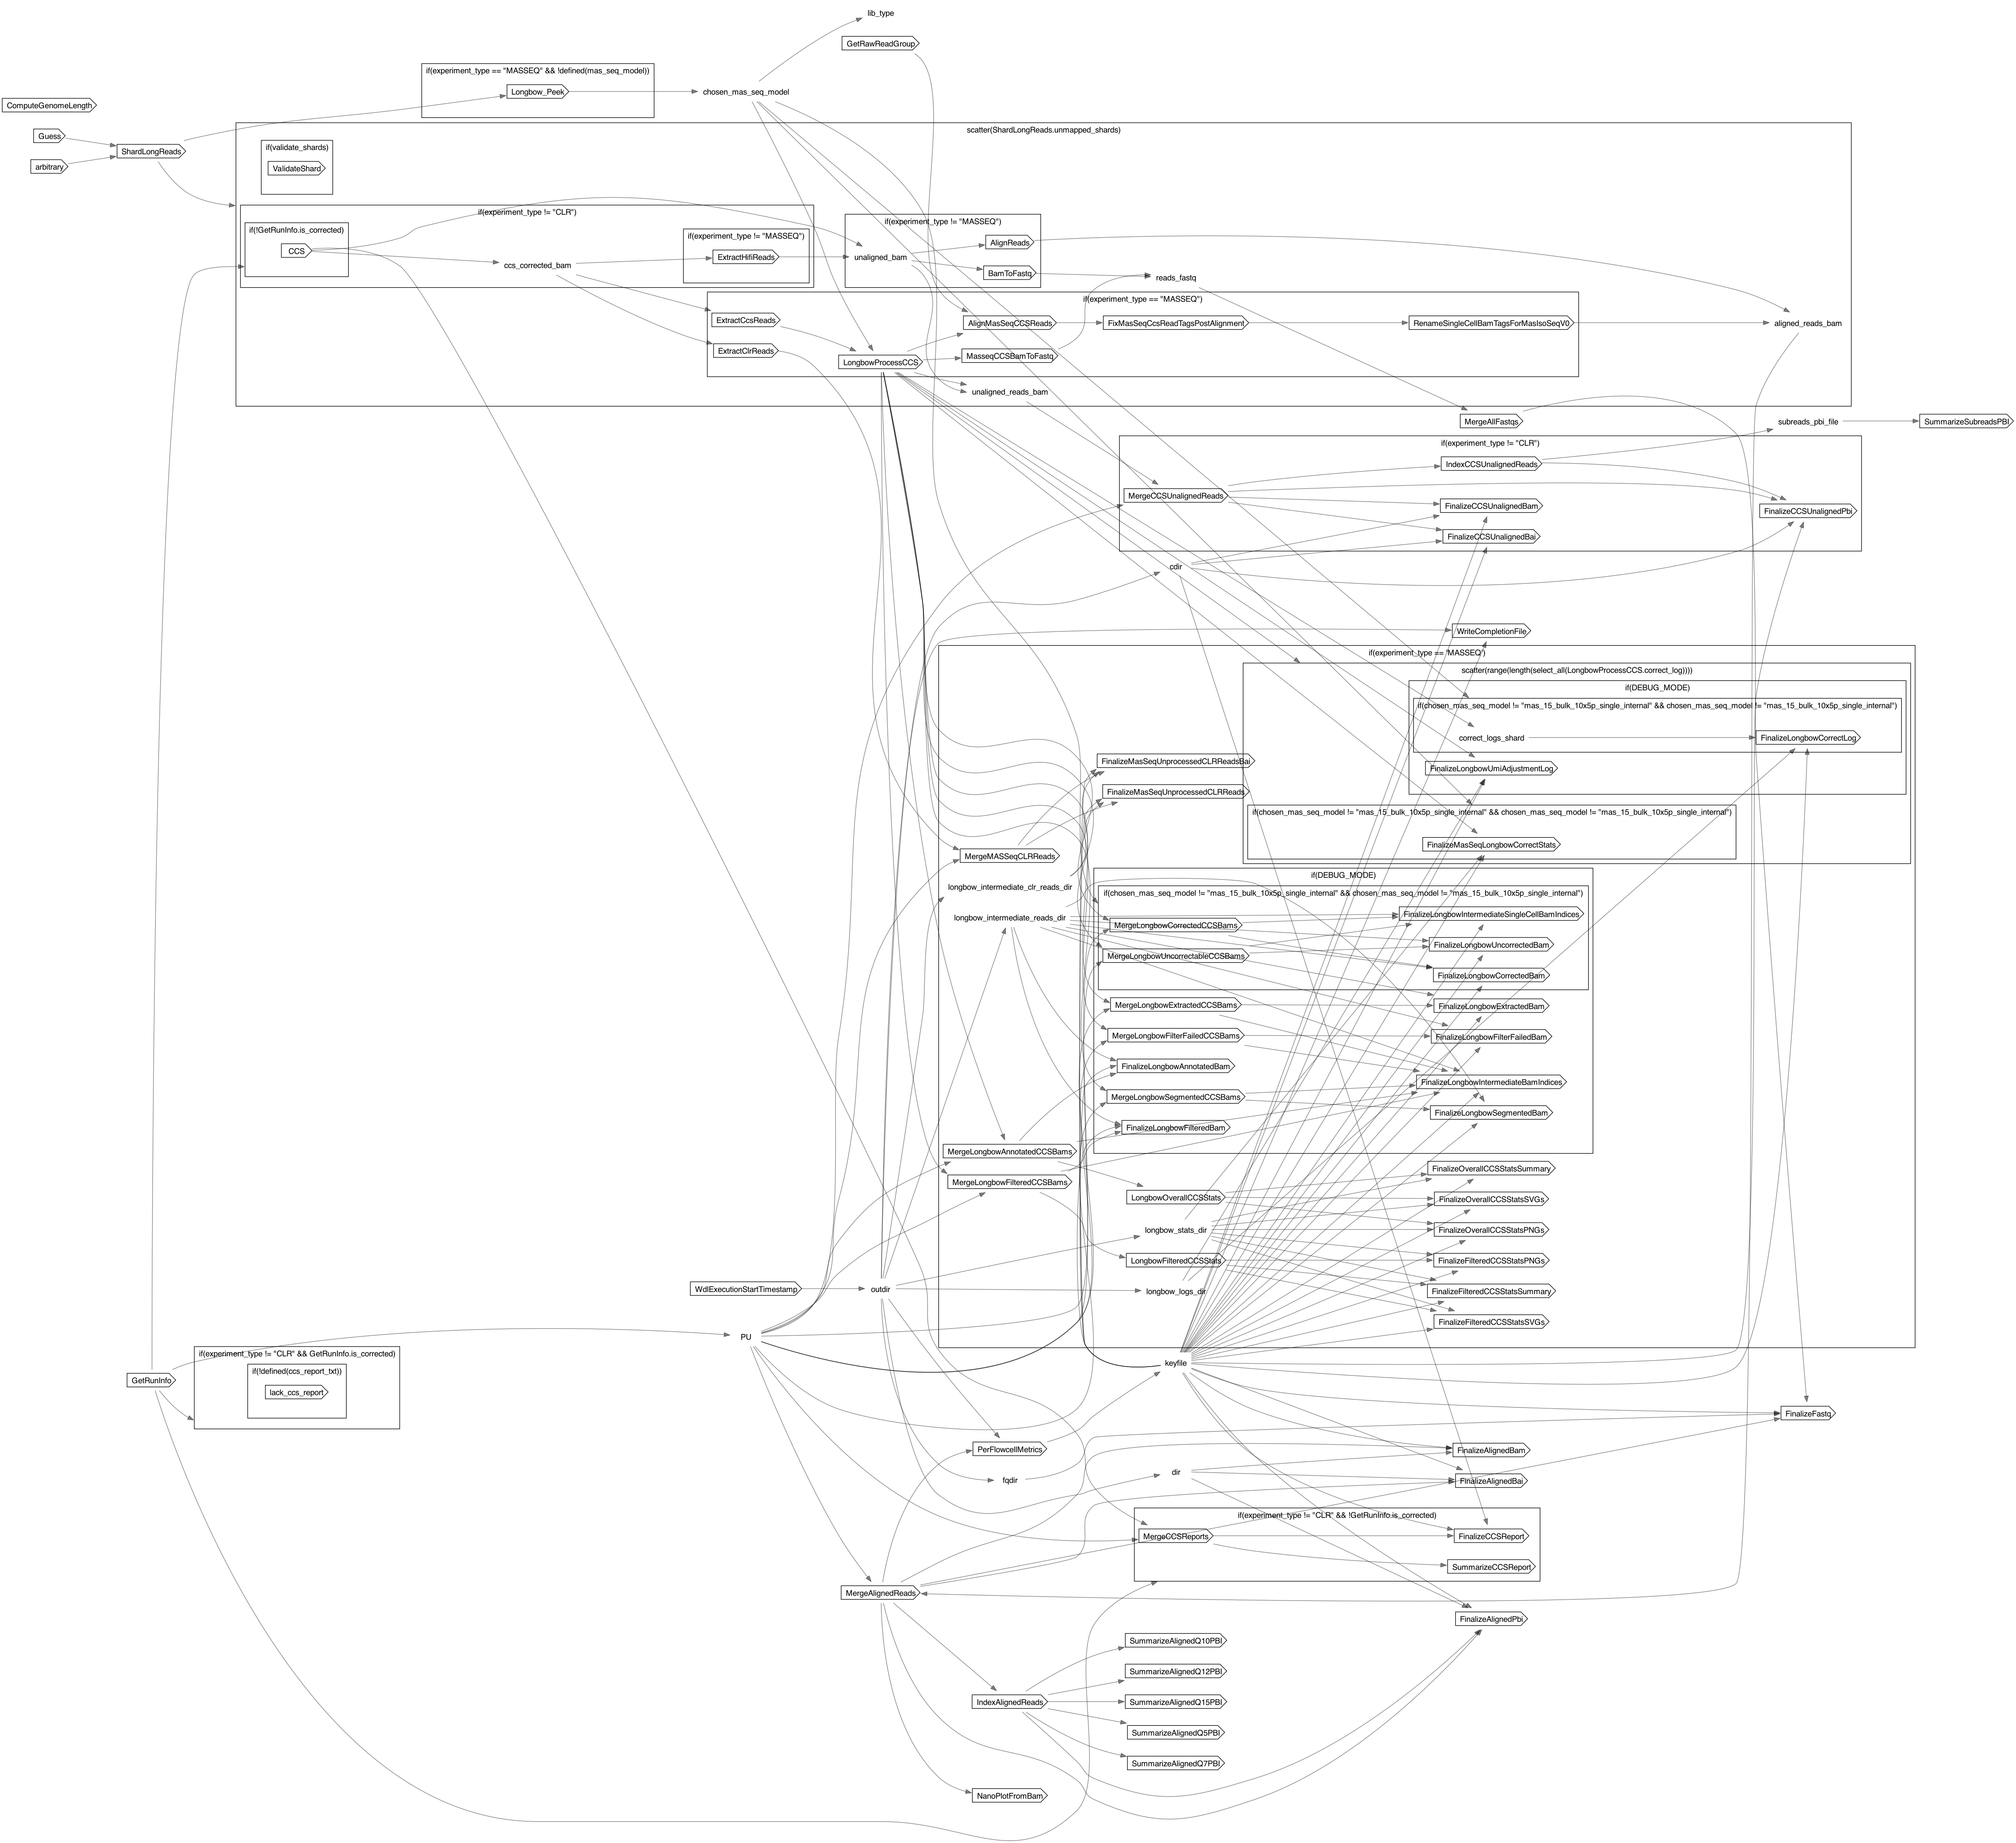 lib_type
GetRawReadGroup
if(experiment_type == "MASSEQ" && !defined(mas_seq_model))
Longbow_Peek
chosen_mas_seq_model
ComputeGenomeLength
Guess
arbitrary
ShardLongReads
scatter(ShardLongReads.unmapped_shards)
if(validate_shards)
ValidateShard
if(experiment_type != "CLR")
if(!GetRunInfo.is_corrected)
CCS
ccs_corrected_bam
if(experiment_type != "MASSEQ")
ExtractHifiReads
unaligned_bam
if(experiment_type != "MASSEQ")
AlignReads
BamToFastq
reads_fastq
if(experiment_type == "MASSEQ")
ExtractCcsReads
ExtractClrReads
LongbowProcessCCS
AlignMasSeqCCSReads
MasseqCCSBamToFastq
FixMasSeqCcsReadTagsPostAlignment
RenameSingleCellBamTagsForMasIsoSeqV0
aligned_reads_bam
unaligned_reads_bam
MergeAllFastqs
subreads_pbi_file
SummarizeSubreadsPBI
if(experiment_type != "CLR")
IndexCCSUnalignedReads
MergeCCSUnalignedReads
FinalizeCCSUnalignedBam
FinalizeCCSUnalignedPbi
FinalizeCCSUnalignedBai
cdir
WriteCompletionFile
if(experiment_type == "MASSEQ")
scatter(range(length(select_all(LongbowProcessCCS.correct_log))))
if(DEBUG_MODE)
if(chosen_mas_seq_model != "mas_15_bulk_10x5p_single_internal" && chosen_mas_seq_model != "mas_15_bulk_10x5p_single_internal")
correct_logs_shard
FinalizeLongbowCorrectLog
FinalizeLongbowUmiAdjustmentLog
if(chosen_mas_seq_model != "mas_15_bulk_10x5p_single_internal" && chosen_mas_seq_model != "mas_15_bulk_10x5p_single_internal")
FinalizeMasSeqLongbowCorrectStats
FinalizeMasSeqUnprocessedCLRReadsBai
FinalizeMasSeqUnprocessedCLRReads
MergeMASSeqCLRReads
longbow_intermediate_clr_reads_dir
longbow_intermediate_reads_dir
if(DEBUG_MODE)
if(chosen_mas_seq_model != "mas_15_bulk_10x5p_single_internal" && chosen_mas_seq_model != "mas_15_bulk_10x5p_single_internal")
FinalizeLongbowIntermediateSingleCellBamIndices
MergeLongbowCorrectedCCSBams
FinalizeLongbowUncorrectedBam
MergeLongbowUncorrectableCCSBams
FinalizeLongbowCorrectedBam
MergeLongbowExtractedCCSBams
FinalizeLongbowExtractedBam
MergeLongbowFilterFailedCCSBams
FinalizeLongbowFilterFailedBam
FinalizeLongbowAnnotatedBam
FinalizeLongbowIntermediateBamIndices
MergeLongbowSegmentedCCSBams
FinalizeLongbowSegmentedBam
FinalizeLongbowFilteredBam
MergeLongbowAnnotatedCCSBams
MergeLongbowFilteredCCSBams
FinalizeOverallCCSStatsSummary
LongbowOverallCCSStats
FinalizeOverallCCSStatsSVGs
longbow_stats_dir
FinalizeOverallCCSStatsPNGs
LongbowFilteredCCSStats
FinalizeFilteredCCSStatsPNGs
WdlExecutionStartTimestamp
outdir
longbow_logs_dir
FinalizeFilteredCCSStatsSummary
FinalizeFilteredCCSStatsSVGs
PU
keyfile
if(experiment_type != "CLR" && GetRunInfo.is_corrected)
if(!defined(ccs_report_txt))
lack_ccs_report
GetRunInfo
FinalizeFastq
PerFlowcellMetrics
FinalizeAlignedBam
fqdir
dir
FinalizeAlignedBai
if(experiment_type != "CLR" && !GetRunInfo.is_corrected)
MergeCCSReports
FinalizeCCSReport
SummarizeCCSReport
MergeAlignedReads
FinalizeAlignedPbi
SummarizeAlignedQ10PBI
SummarizeAlignedQ12PBI
IndexAlignedReads
SummarizeAlignedQ15PBI
SummarizeAlignedQ5PBI
SummarizeAlignedQ7PBI
NanoPlotFromBam